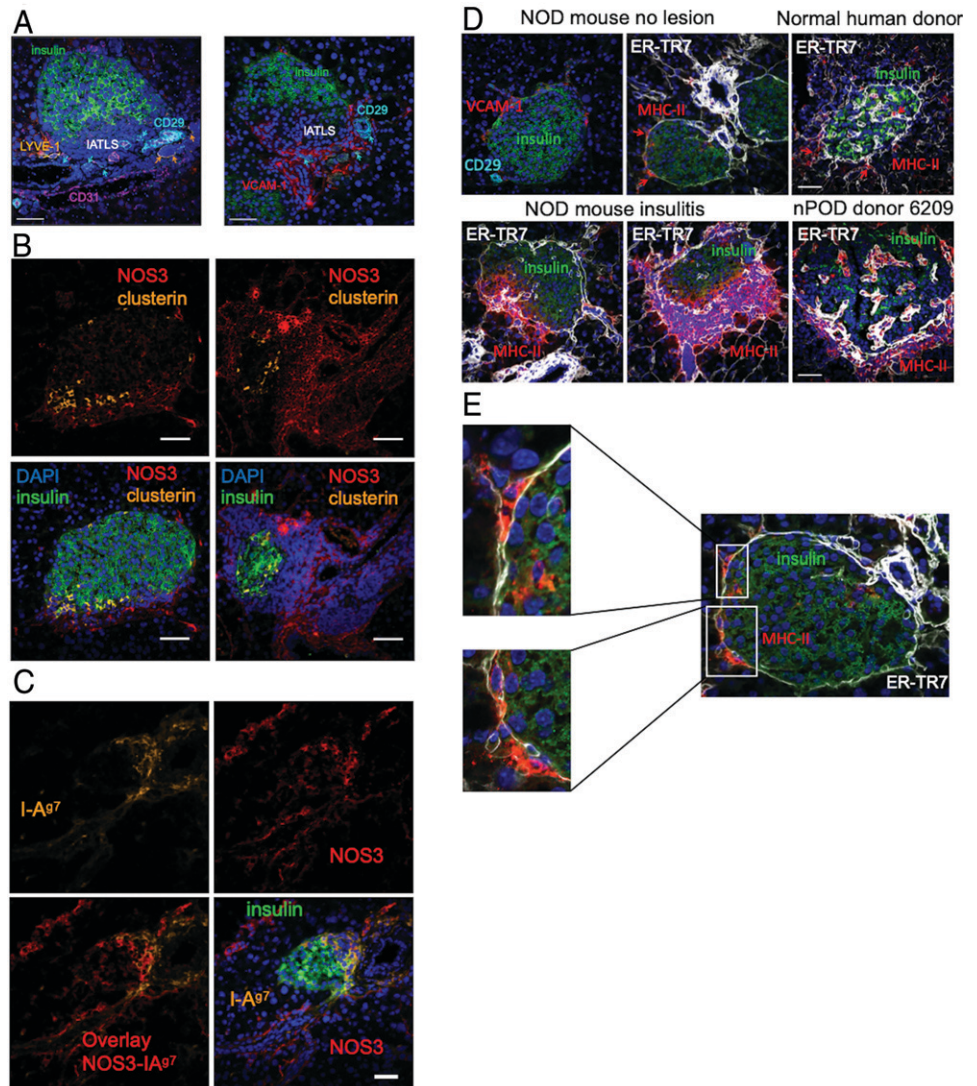 A
insulin
IATLS
CD29
LYVE-1
CD31
insulin
CD29
IATLS
VCAM-1
B
NOS3
clusterin
NOS3
clusterin
DAPI NOS3
insulin clusterin
DAPI NOS3
insulin clusterin
C
I-Ag7
NOS3
Overlay
NOS3-IAg7
insulin
I-Ag7
NOS3
D
NOD mouse no lesion
Normal human donor
VCAM-1
insulin
CD29
ER-TR7
MHC-II
ER-TR7
insulin
MHC-II
NOD mouse insulitis
nPOD donor 6209
ER-TR7
insulin
MHC-II
insulin
MHC-II
ER-TR7
insulin
MHC-II
E
insulin
MHC-II
ER-TR7